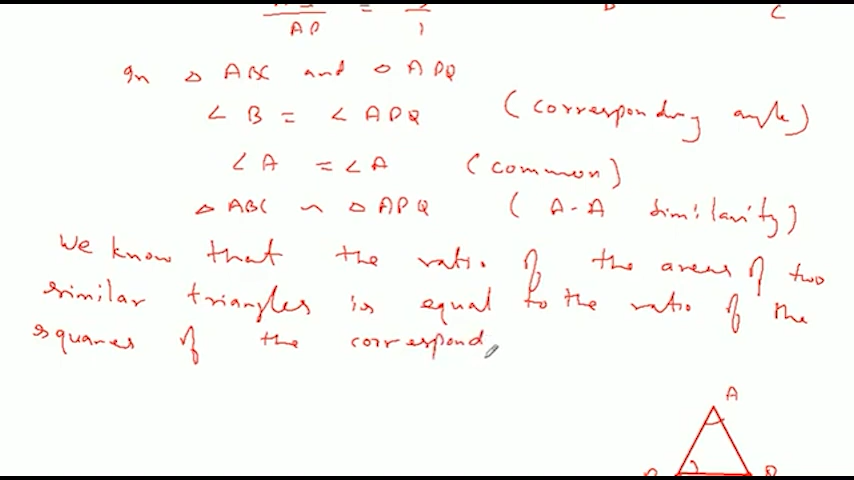 AP = 1
C
In △ ABC and △ APQ
∠ B = ∠ APQ (corresponding angle)
∠ A = ∠ A (common)
△ ABC ~ △ APQ (A-A similarity)
We know that the ratio of the areas of two
similar triangles is equal to the ratio of the
squares of the correspond
A